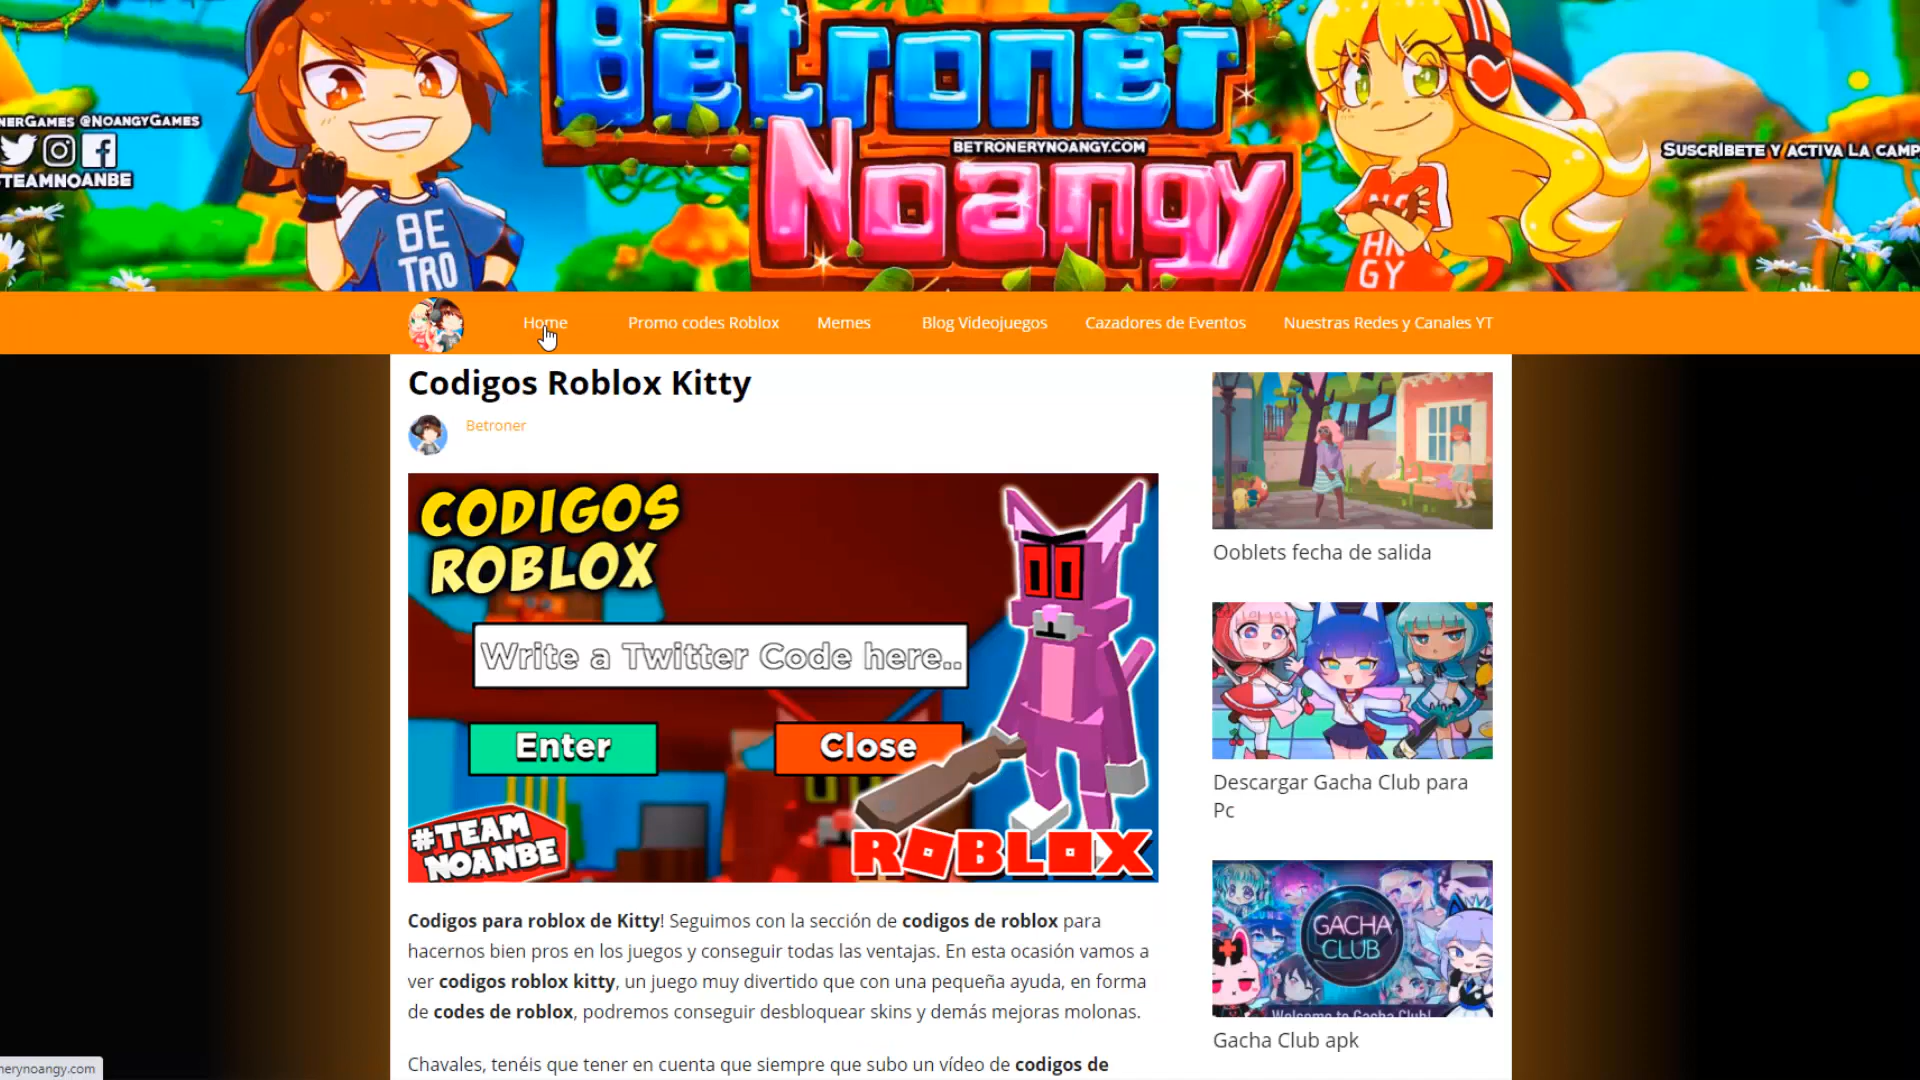 Betroner
Noangy
BETRONERYNOANGY.COM
NERGAMES @NOANGYGAMES
TEAMNOANBE
SUSCRIBETE Y ACTIVA LA CAMP
BE
TRO
GY
Home
Promo codes Roblox
Memes
Blog Videojuegos
Cazadores de Eventos
Nuestras Redes y Canales YT
Codigos Roblox Kitty
Betroner
CODIGOS
ROBLOX
Write a Twitter Code here..
Enter
Close
#TEAM
NOANBE
ROBLOX
Codigos para roblox de Kitty! Seguimos con la sección de codigos de roblox para
hacernos bien pros en los juegos y conseguir todas las ventajas. En esta ocasión vamos a
ver codigos roblox kitty, un juego muy divertido que con una pequeña ayuda, en forma
de codes de roblox, podremos conseguir desbloquear skins y demás mejoras molonas.
Chavales, tenéis que tener en cuenta que siempre que subo un vídeo de codigos de
Ooblets fecha de salida
Descargar Gacha Club para
Pc
GACHA
CLUB
Welcome to Gacha Club!
Gacha Club apk
nerynoangy.com